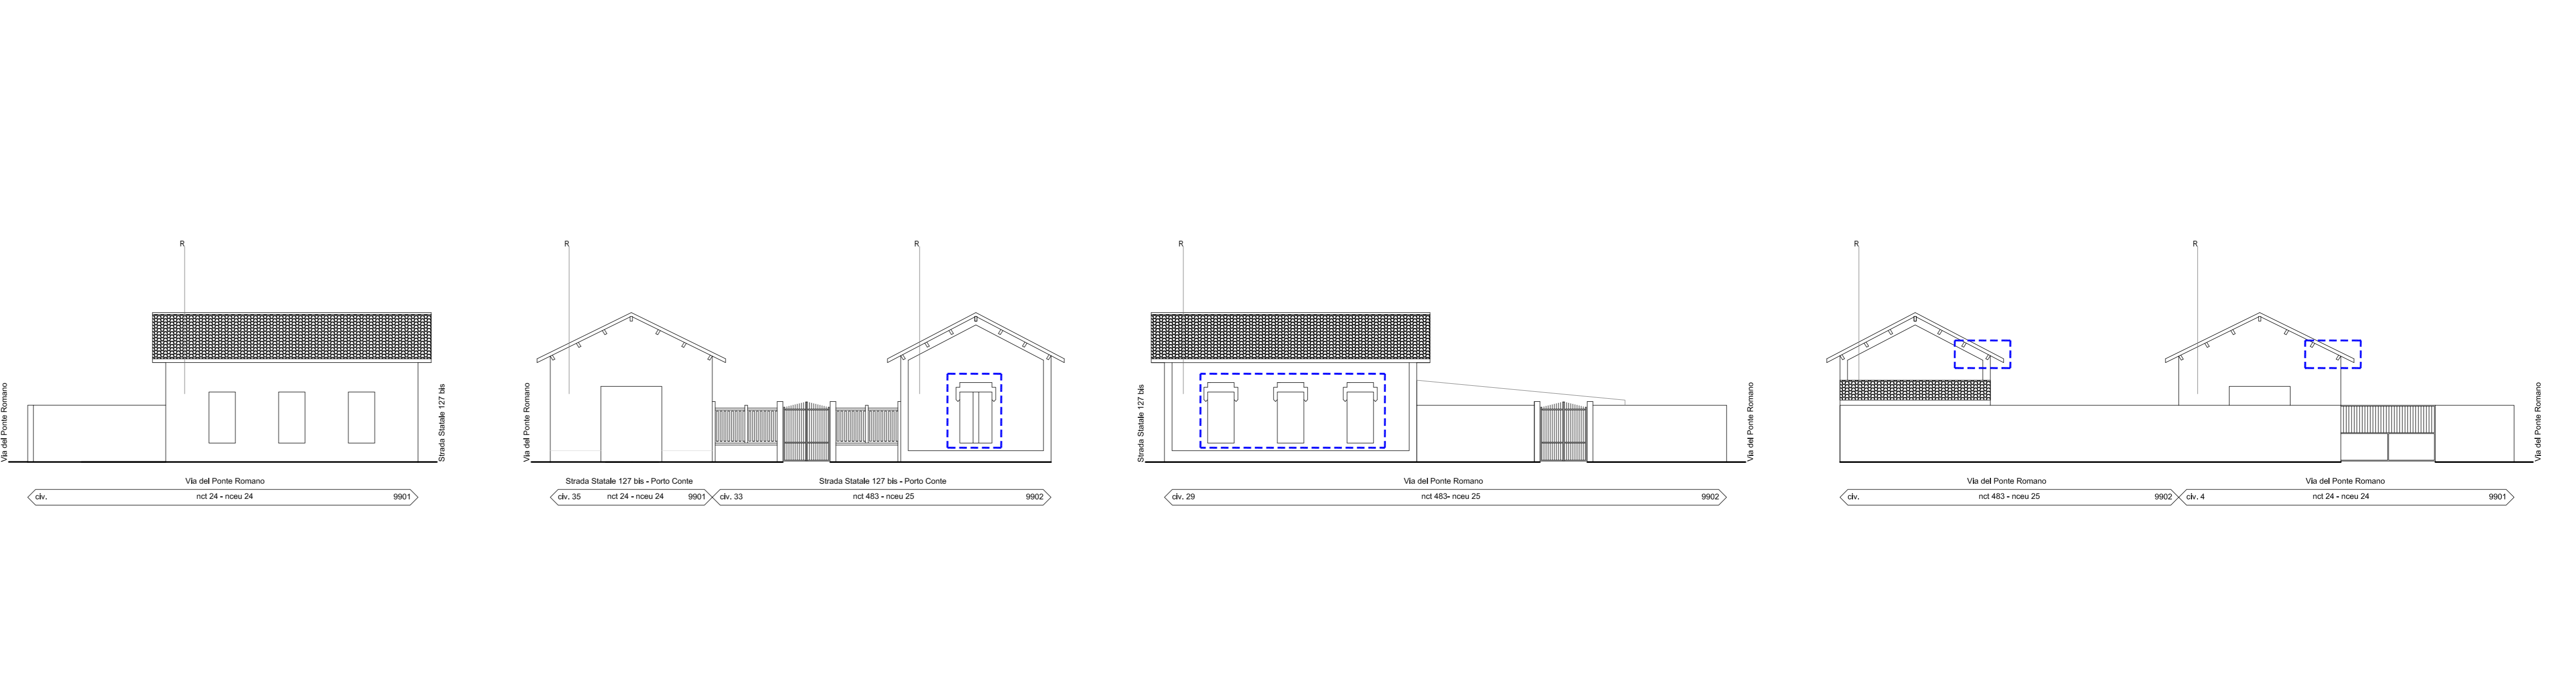 R
Via del Ponte Romano
Strada Statale 127 bis
Via del Ponte Romano
civ. nct 24 - nceu 24 9901
R
R
Via del Ponte Romano
Strada Statale 127 bis - Porto Conte
Strada Statale 127 bis - Porto Conte
civ. 35 nct 24 - nceu 24 9901
civ. 33 nct 483 - nceu 25 9902
R
Strada Statale 127 bis
Via del Ponte Romano
Via del Ponte Romano
civ. 29 nct 483- nceu 25 9902
R
R
Via del Ponte Romano
Via del Ponte Romano
Via del Ponte Romano
civ. nct 483 - nceu 25 9902
civ. 4 nct 24 - nceu 24 9901